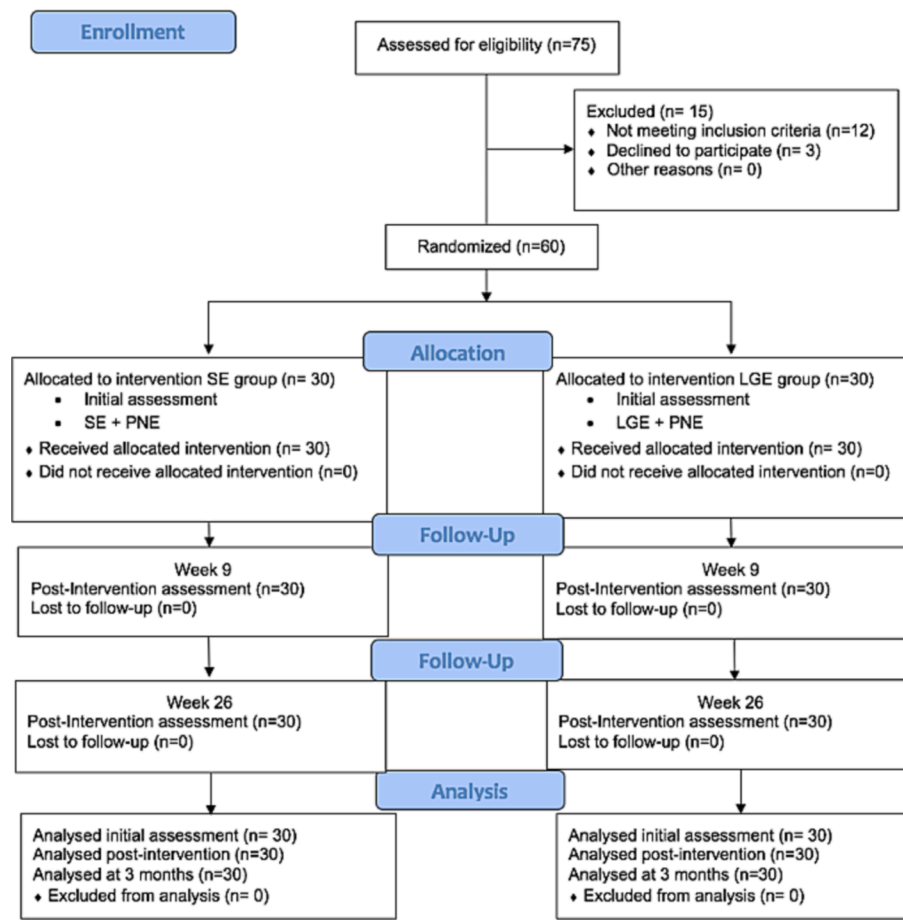 Enrollment
Assessed for eligibility (n=75)
Excluded (n= 15)
♦ Not meeting inclusion criteria (n=12)
♦ Declined to participate (n= 3)
♦ Other reasons (n= 0)
Randomized (n=60)
Allocation
Allocated to intervention SE group (n= 30)
• Initial assessment
• SE + PNE
♦ Received allocated intervention (n= 30)
♦ Did not receive allocated intervention (n=0)
Allocated to intervention LGE group (n=30)
• Initial assessment
• LGE + PNE
♦ Received allocated intervention (n= 30)
♦ Did not receive allocated intervention (n=0)
Follow-Up
Week 9
Post-Intervention assessment (n=30)
Lost to follow-up (n=0)
Week 9
Post-Intervention assessment (n=30)
Lost to follow-up (n=0)
Follow-Up
Week 26
Post-Intervention assessment (n=30)
Lost to follow-up (n=0)
Week 26
Post-Intervention assessment (n=30)
Lost to follow-up (n=0)
Analysis
Analysed initial assessment (n= 30)
Analysed post-intervention (n=30)
Analysed at 3 months (n=30)
♦ Excluded from analysis (n= 0)
Analysed initial assessment (n= 30)
Analysed post-intervention (n=30)
Analysed at 3 months (n=30)
♦ Excluded from analysis (n= 0)